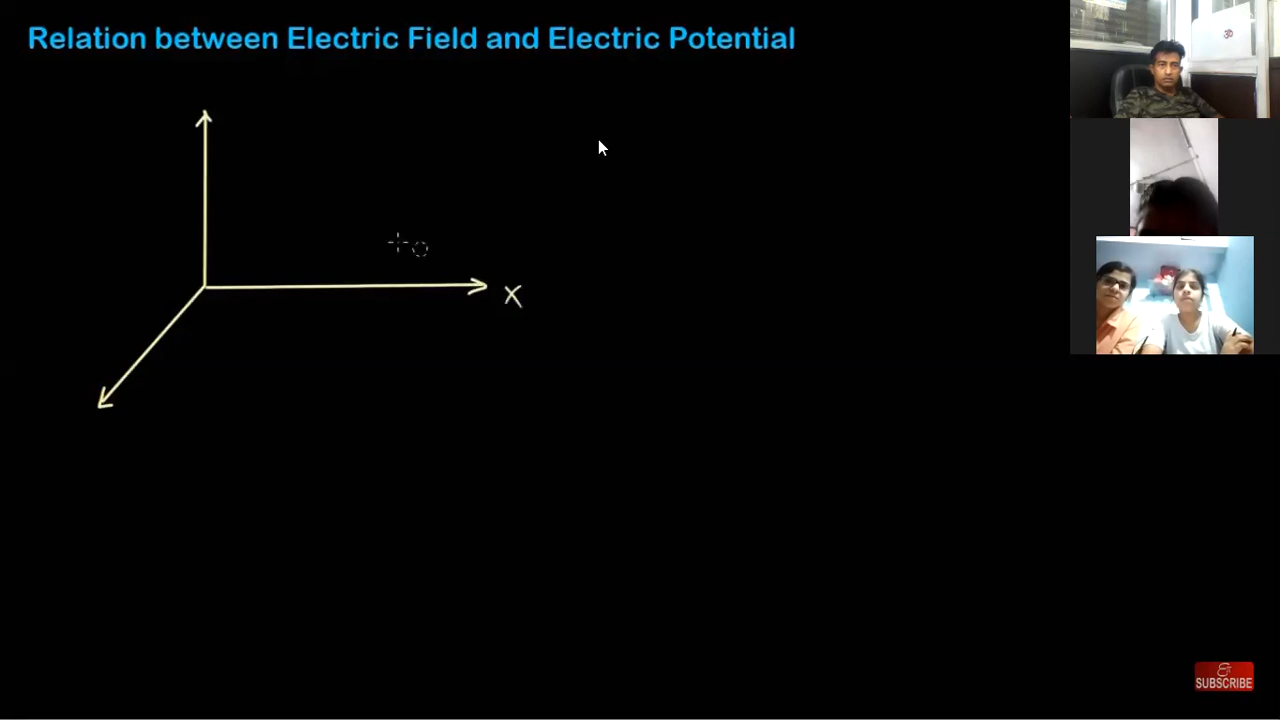 Relation between Electric Field and Electric Potential
x
ॐ
SUBSCRIBE